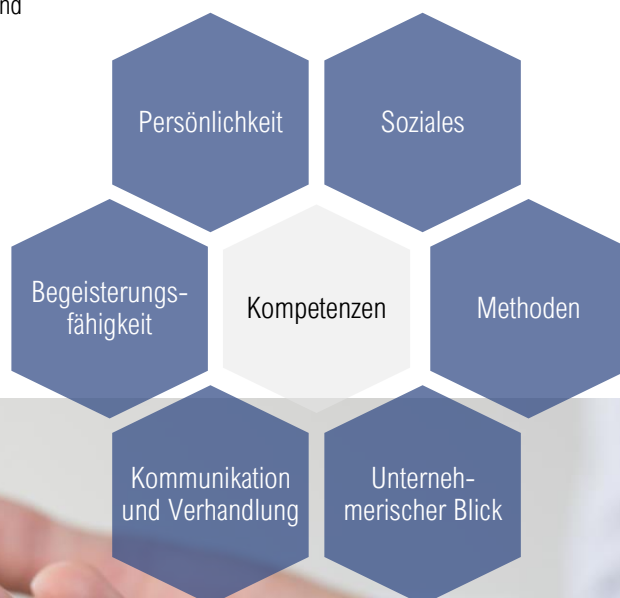 nd
Persönlichkeit
Soziales
Begeisterungs-
fähigkeit
Kompetenzen
Methoden
Kommunikation
und Verhandlung
Unterneh-
merischer Blick